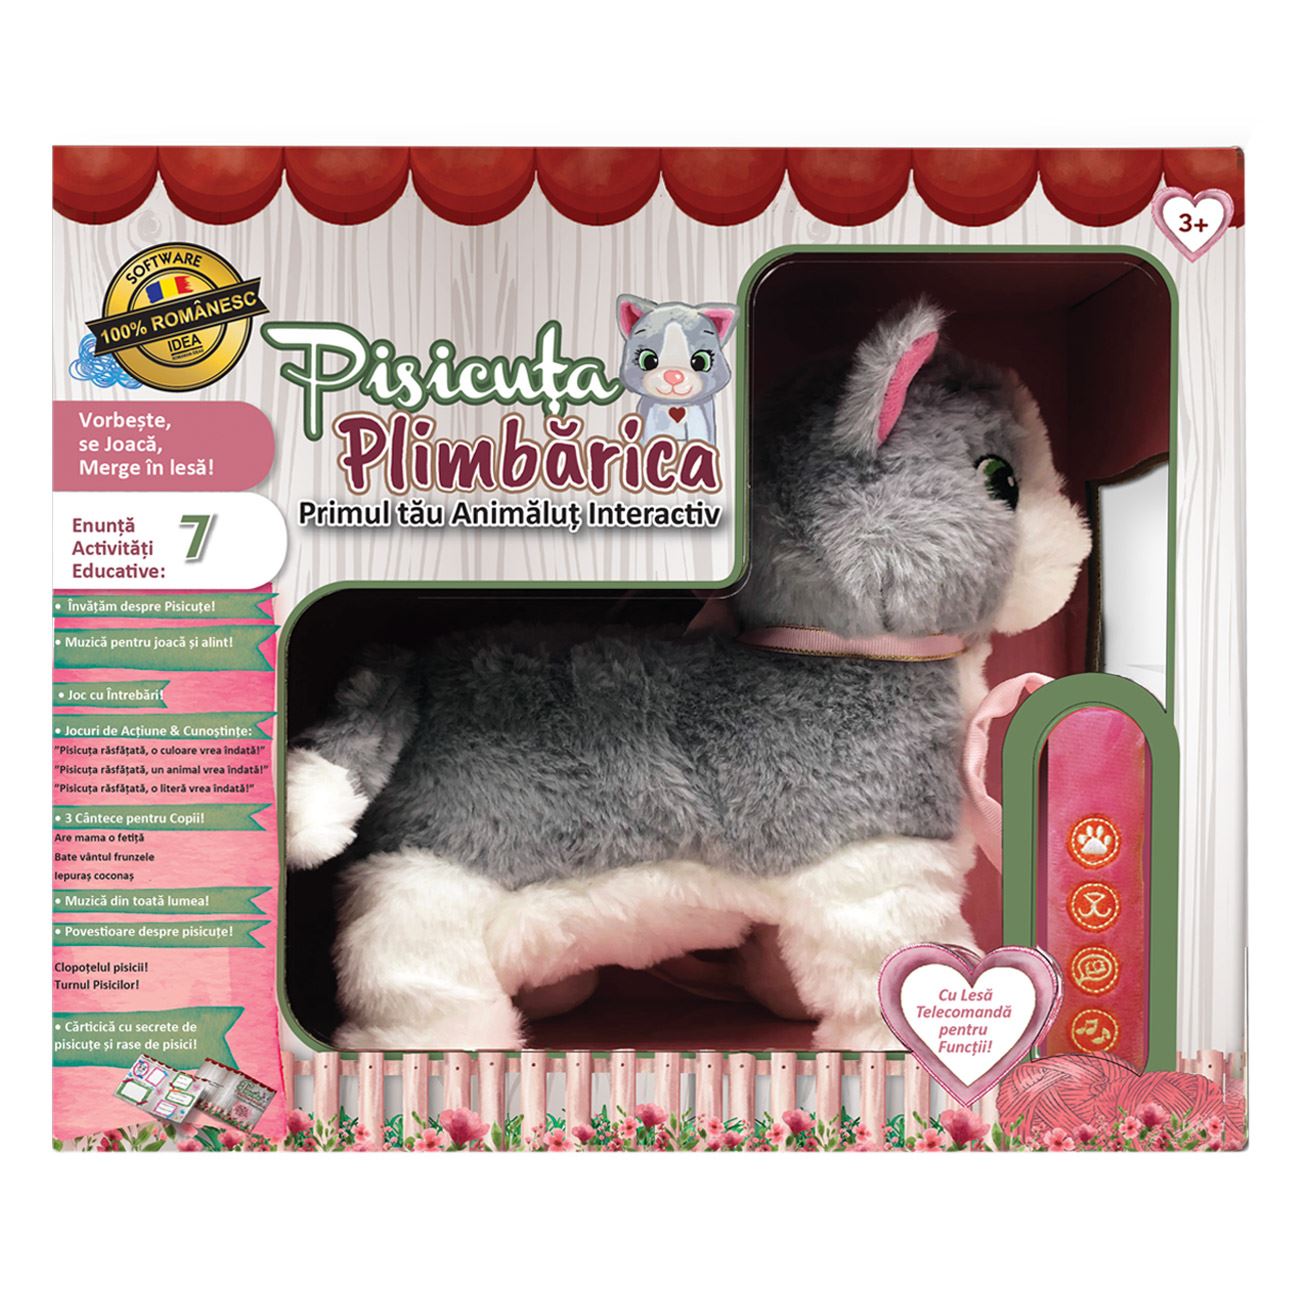 3+
SOFTWARE
100% ROMÂNESC
IDEA
Pisicuța
Plimbărica
Primul tău Animăluț Interactiv
Vorbește,
se Joacă,
Merge în lesă!
Enunță
Activități
Educative:
7
• Învățăm despre Pisicuțe!
• Muzică pentru joacă și alint!
• Joc cu Întrebări!
• Jocuri de Acțiune & Cunoștințe:
"Pisicuța răsfățată, o culoare vrea îndată!"
"Pisicuța răsfățată, un animal vrea îndată!"
"Pisicuța răsfățată, o literă vrea îndată!"
• 3 Cântece pentru Copii!
Are mama o fetiță
Bate vântul frunzele
Iepuraș coconaș
• Muzică din toată lumea!
• Povestioare despre pisicuțe!
Clopoțelul pisicii!
Turnul Pisicilor!
• Cărticică cu secrete de
pisicuțe și rase de pisici!
Cu Lesă
Telecomandă
pentru
Funcții!